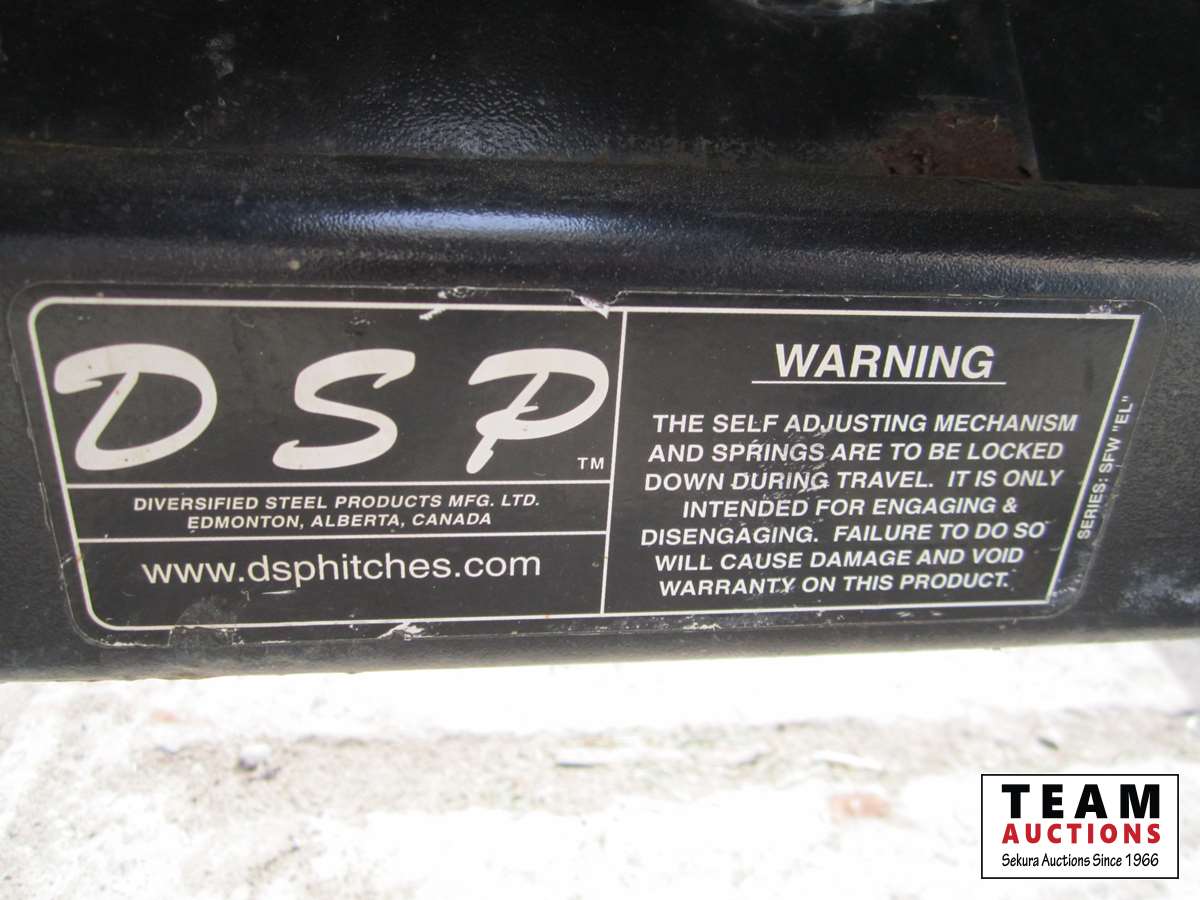 DSP
TM
DIVERSIFIED STEEL PRODUCTS MFG. LTD.
EDMONTON, ALBERTA, CANADA
www.dsphitches.com
WARNING
THE SELF ADJUSTING MECHANISM
AND SPRINGS ARE TO BE LOCKED
DOWN DURING TRAVEL. IT IS ONLY
INTENDED FOR ENGAGING &
DISENGAGING. FAILURE TO DO SO
WILL CAUSE DAMAGE AND VOID
WARRANTY ON THIS PRODUCT.
SERIES: SFW "EL"
TEAM
AUCTIONS
Sekura Auctions Since 1966